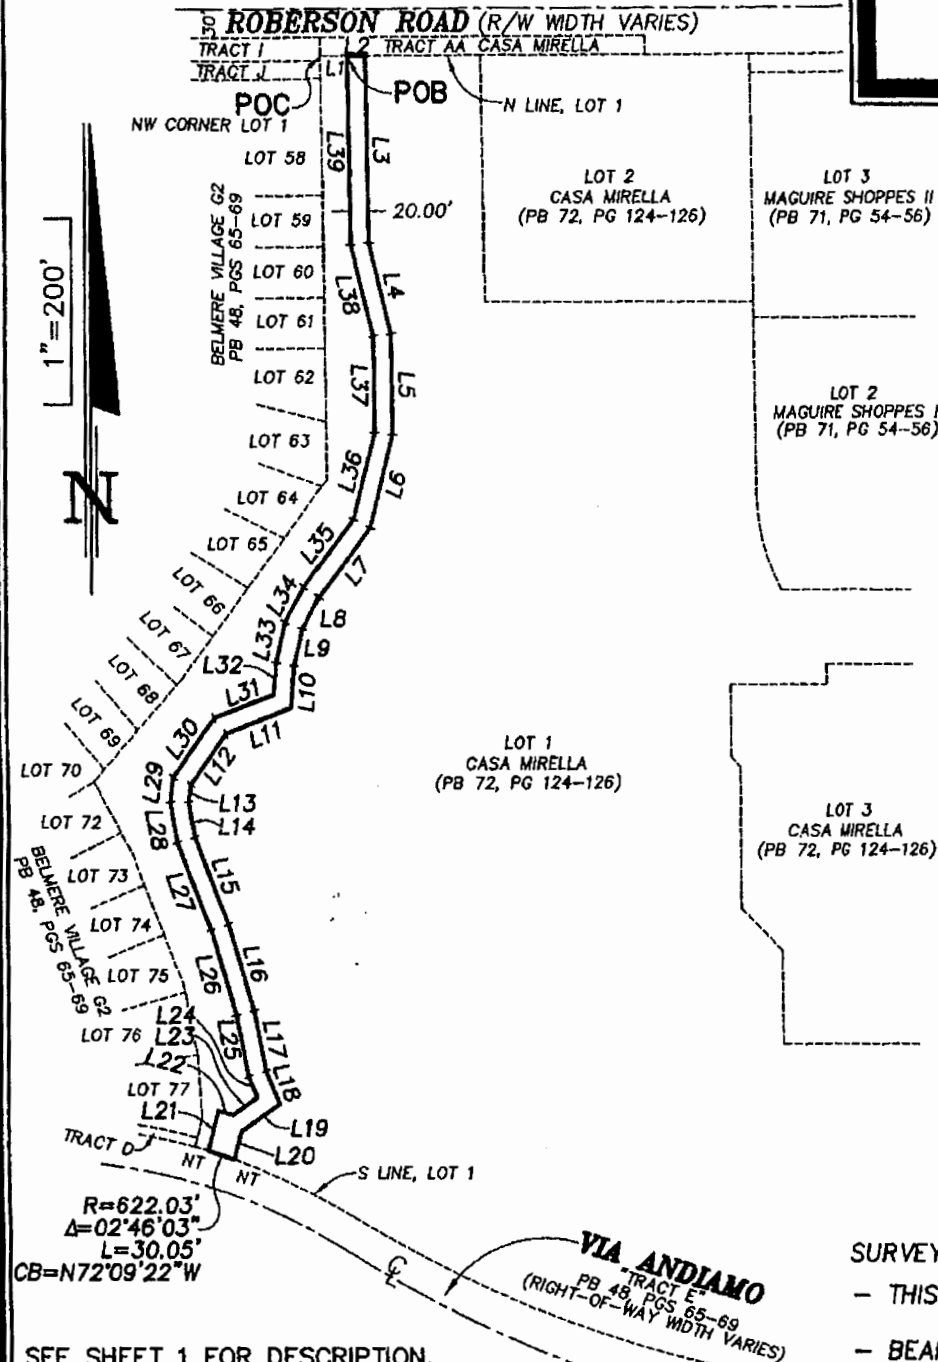 30'
ROBERSON ROAD (R/W WIDTH VARIES)
TRACT I
2
TRACT AA CASA MIRELLA
TRACT J
L1
POC
POB
N LINE, LOT 1
NW CORNER LOT 1
LOT 58
L39
L3
LOT 2
CASA MIRELLA
(PB 72, PG 124-126)
LOT 3
MAGUIRE SHOPPES II
(PB 71, PG 54-56)
BELMERE VILLAGE G2
PB 48, PGS 65-69
LOT 59
20.00'
LOT 60
L38
L4
1"=200'
LOT 61
LOT 62
L37
L5
LOT 2
MAGUIRE SHOPPES I
(PB 71, PG 54-56)
LOT 63
L36
L6
N
LOT 64
LOT 65
L35
L7
LOT 66
L34
L8
LOT 67
L33
L9
L32
LOT 68
L31
L10
LOT 69
L30
L11
LOT 1
CASA MIRELLA
(PB 72, PG 124-126)
LOT 70
L29
L12
L13
LOT 72
L28
L14
LOT 3
CASA MIRELLA
(PB 72, PG 124-126)
BELMERE VILLAGE G2
PB 48, PGS 65-69
LOT 73
L27
L15
LOT 74
LOT 75
L26
L16
L24
LOT 76
L23
L25
L17
L22
L18
LOT 77
L21
L19
TRACT D
L20
NT
NT
S LINE, LOT 1
R=622.03'
Δ=02°46'03"
L=30.05'
CB=N72°09'22"W
CL
VIA ANDIAMO
"TRACT E"
PB 48, PGS 65-69
(RIGHT-OF-WAY WIDTH VARIES)
SURVEY
- THIS
- BEA
SEE SHEET 1 FOR DESCRIPTION.